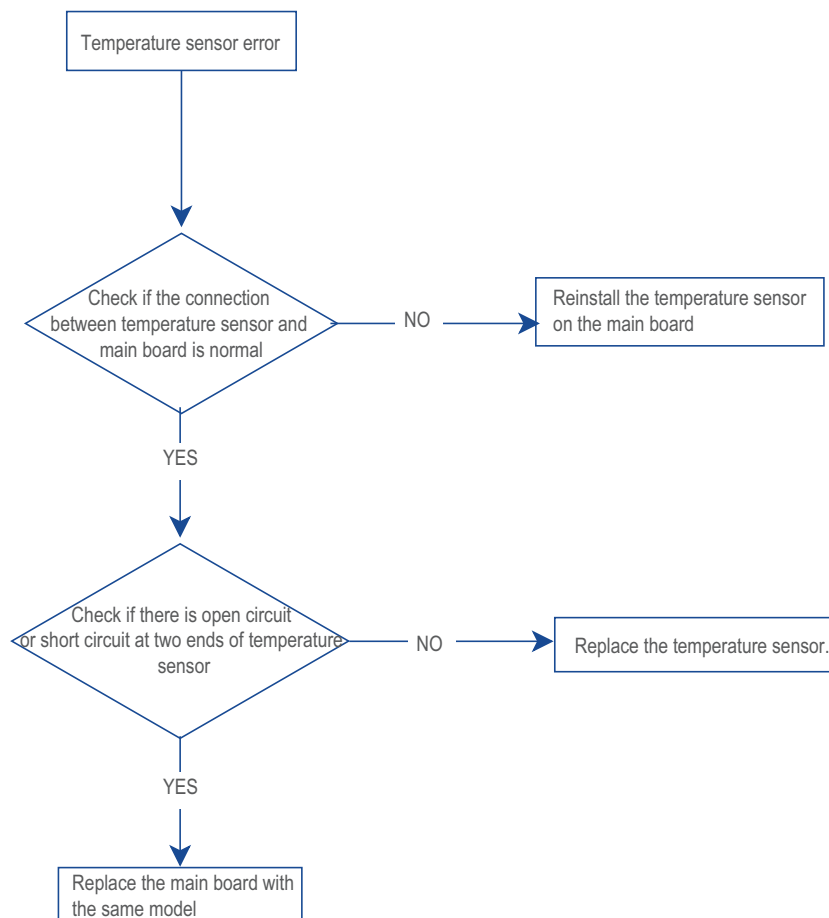 Temperature sensor error
Check if the connection
between temperature sensor and
main board is normal
NO
Reinstall the temperature sensor
on the main board
YES
Check if there is open circuit
or short circuit at two ends of temperature
sensor
NO
Replace the temperature sensor.
YES
Replace the main board with
the same model